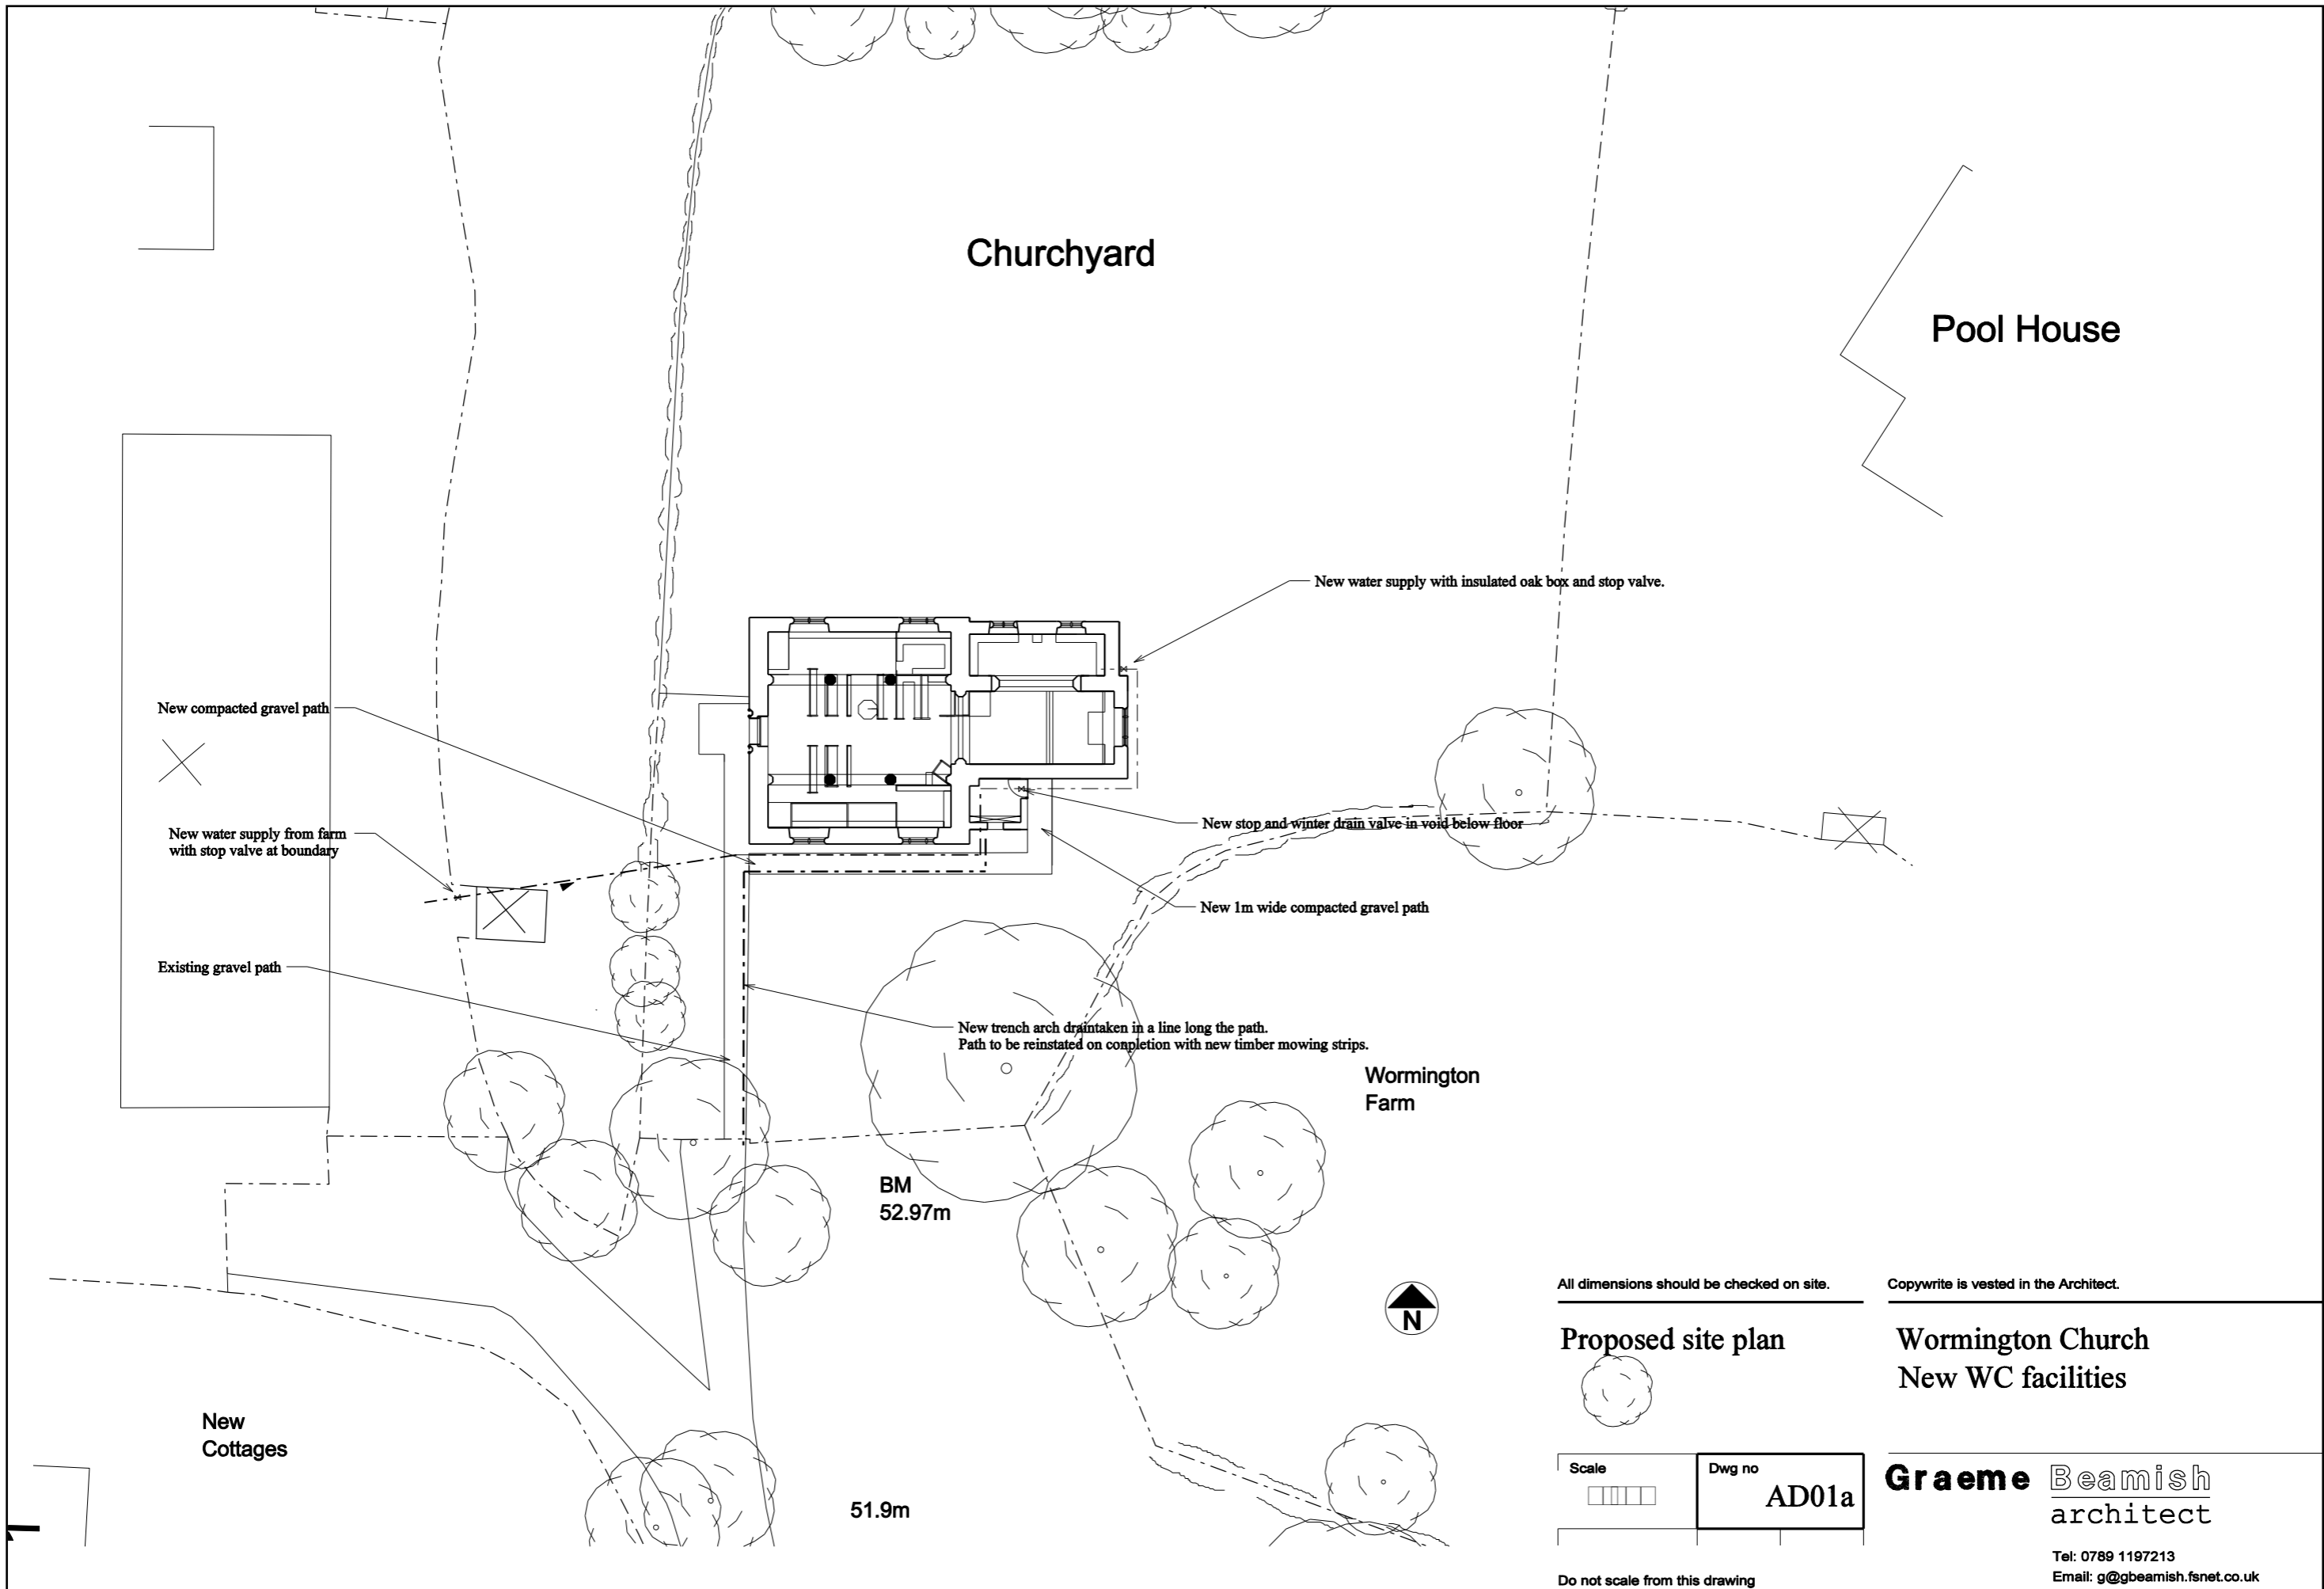 Churchyard
Pool House
New water supply with insulated oak box and stop valve.
New compacted gravel path
New water supply from farm
with stop valve at boundary
New stop and winter drain valve in void below floor
New 1m wide compacted gravel path
Existing gravel path
New trench arch draintaken in a line long the path.
Path to be reinstated on conpletion with new timber mowing strips.
Wormington
Farm
BM
52.97m
N
New
Cottages
51.9m
All dimensions should be checked on site.
Copywrite is vested in the Architect.
Proposed site plan
Wormington Church
New WC facilities
Scale
Dwg no
AD01a
Graeme Beamish
architect
Tel: 0789 1197213
Email: g@gbeamish.fsnet.co.uk
Do not scale from this drawing